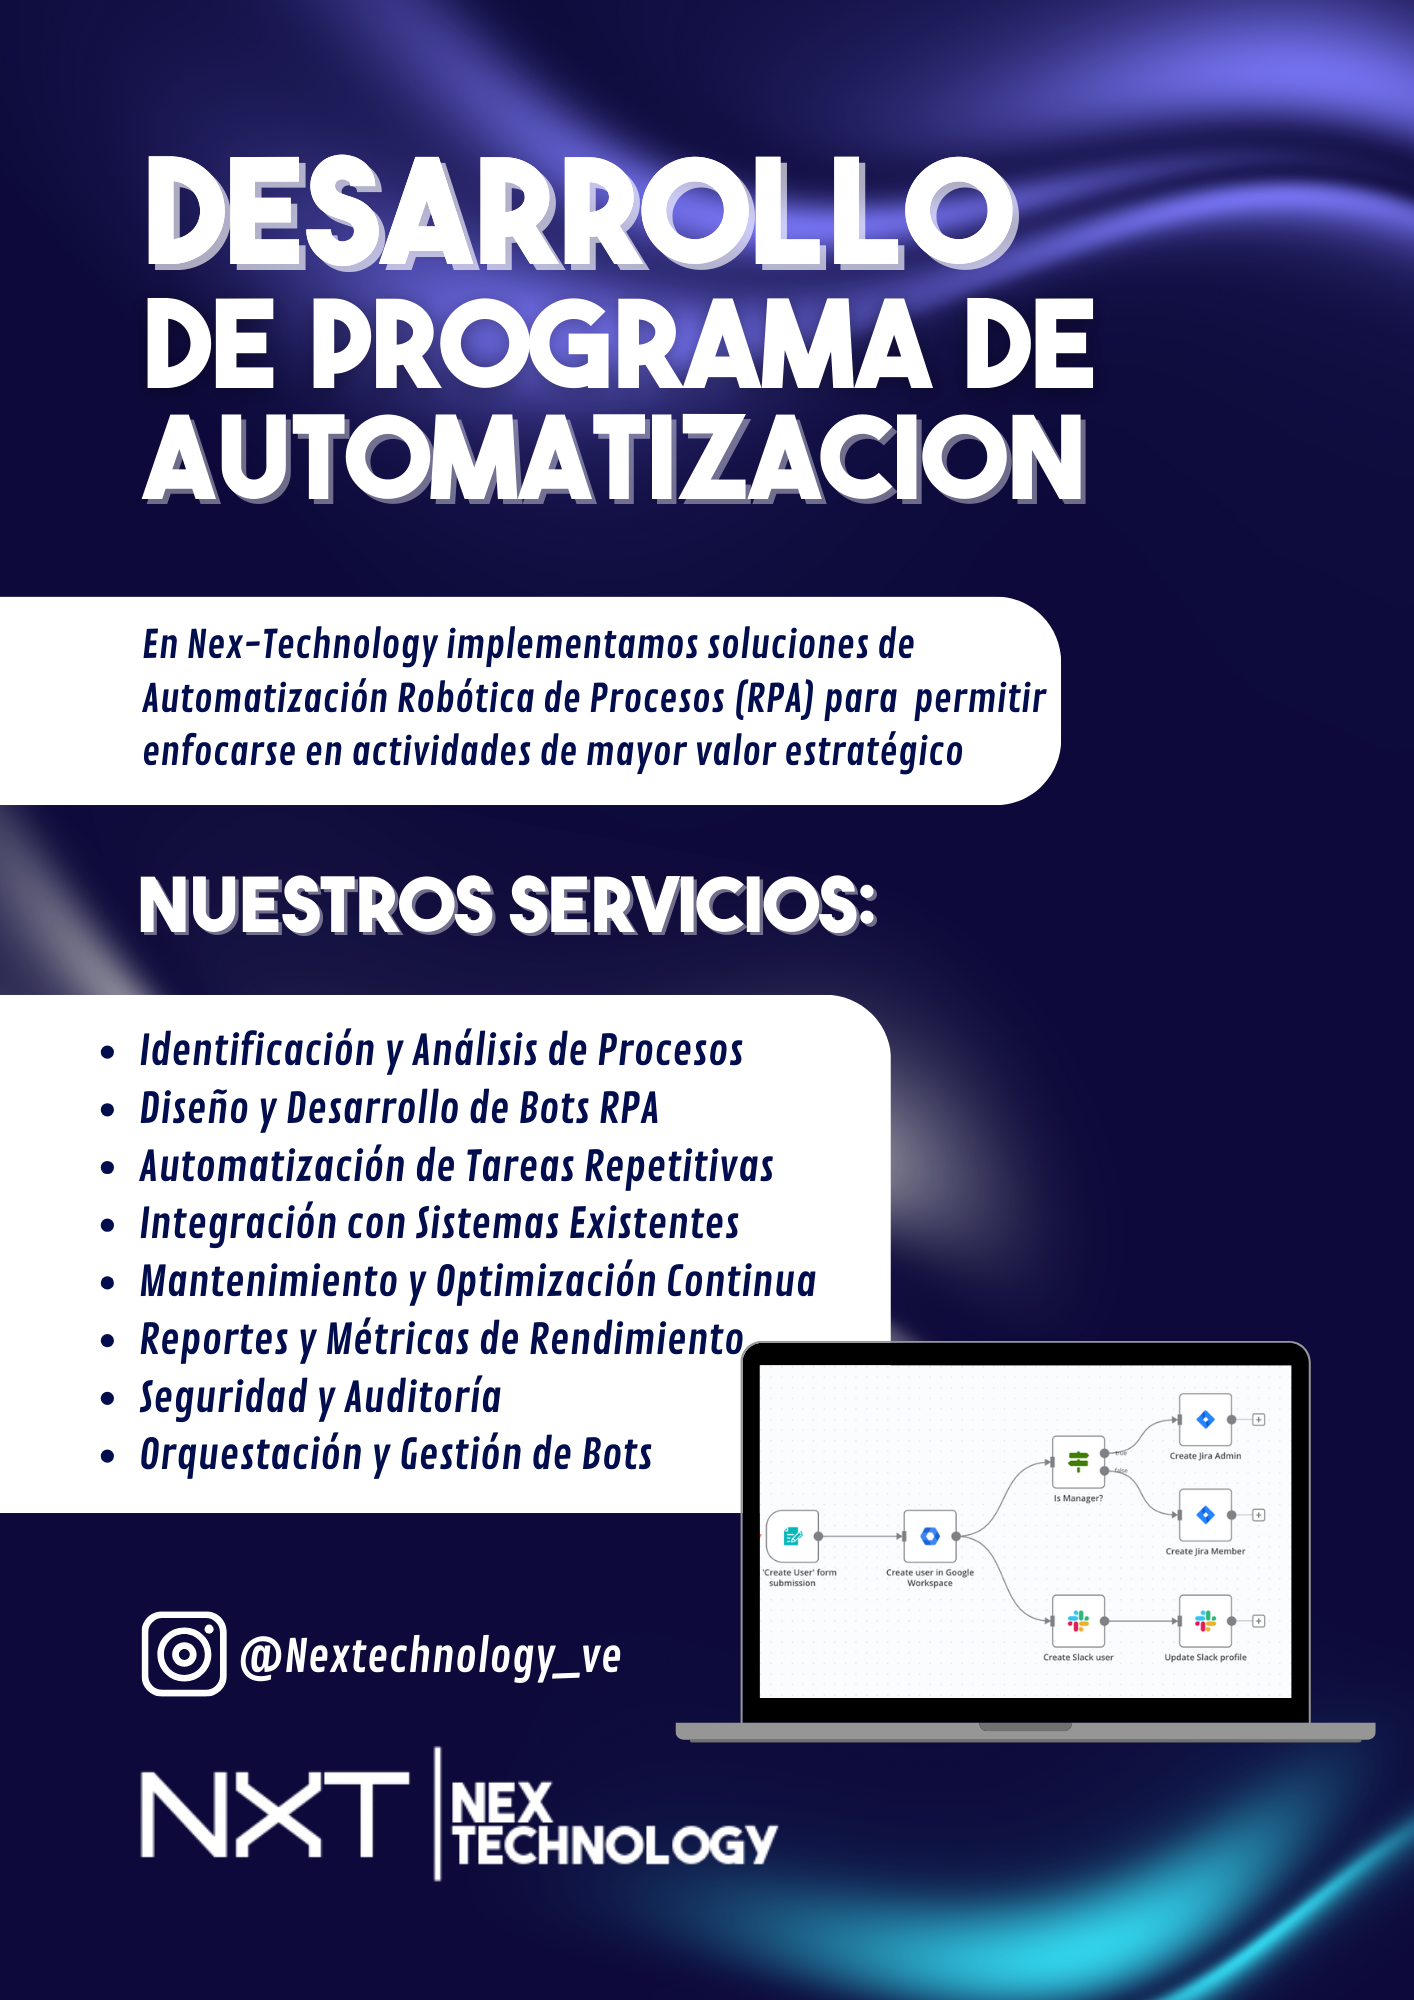 DESARROLLO
DE PROGRAMA DE
AUTOMATIZACION
En Nex-Technology implementamos soluciones de
Automatización Robótica de Procesos (RPA) para permitir
enfocarse en actividades de mayor valor estratégico
NUESTROS SERVICIOS:
• Identificación y Análisis de Procesos
• Diseño y Desarrollo de Bots RPA
• Automatización de Tareas Repetitivas
• Integración con Sistemas Existentes
• Mantenimiento y Optimización Continua
• Reportes y Métricas de Rendimiento
• Seguridad y Auditoría
• Orquestación y Gestión de Bots
'Create User' form
submission
Create user in Google
Workspace
Is Manager?
true
false
Create Jira Admin
Create Jira Member
Create Slack user
Update Slack profile
@Nextechnology_ve
NXT
NEX
TECHNOLOGY